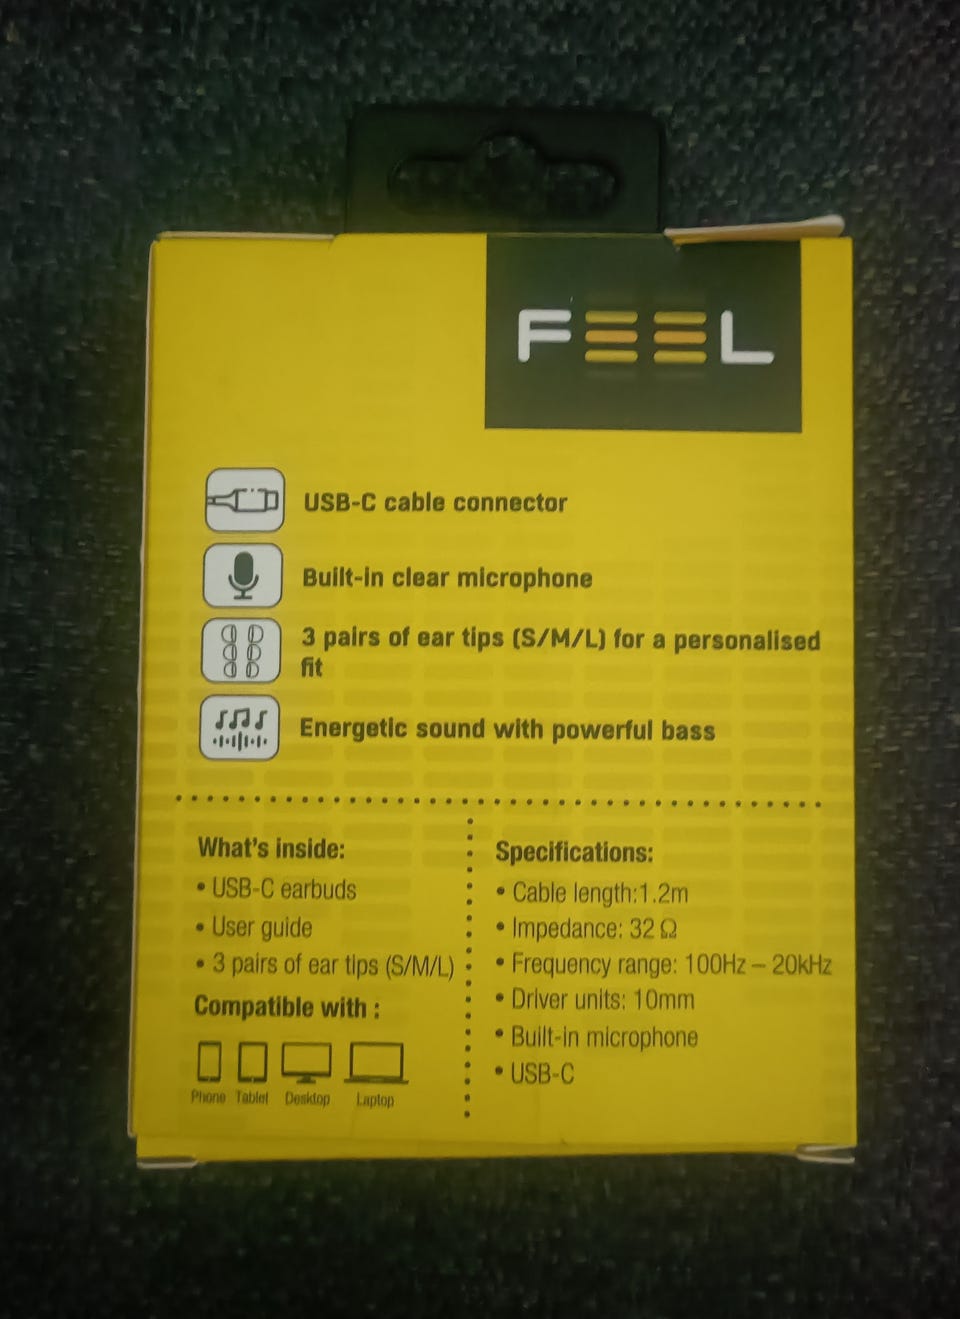 FEEL
USB-C cable connector
Built-in clear microphone
3 pairs of ear tips (S/M/L) for a personalised
fit
Energetic sound with powerful bass
What's inside:
• USB-C earbuds
• User guide
• 3 pairs of ear tips (S/M/L)
Compatible with :
Phone Tablet Desktop Laptop
Specifications:
• Cable length:1.2m
• Impedance: 32 Ω
• Frequency range: 100Hz – 20kHz
• Driver units: 10mm
• Built-in microphone
• USB-C